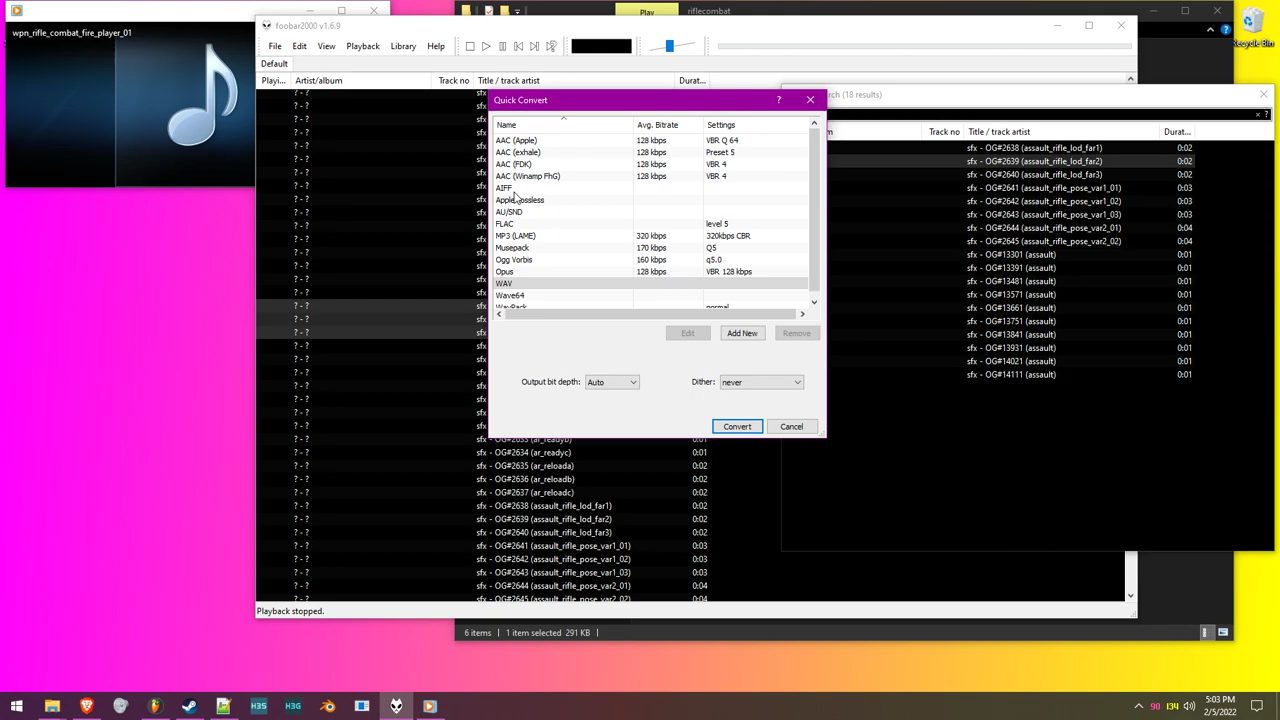 wpn_rifle_combat_fire_player_01
foobar2000 v1.6.9
Play
riflecombat
Recycle Bin
File Edit View Playback Library Help
Default
Playi... Artist/album Track no Title / track artist Durat...
Quick Convert
Name Avg. Bitrate Settings
AAC (Apple) 128 kbps VBR Q 64
AAC (exhale) 128 kbps Preset 5
AAC (FDK) 128 kbps VBR 4
AAC (Winamp FhG) 128 kbps VBR 4
AIFF
Apple Lossless
AU/SND
FLAC level 5
MP3 (LAME) 320 kbps 320kbps CBR
Musepack 170 kbps Q5
Ogg Vorbis 160 kbps q5.0
Opus 128 kbps VBR 128 kbps
WAV
Wave64
WavPack normal
Edit Add New Remove
Output bit depth: Auto Dither: never
Convert Cancel
(18 results)
Track no Title / track artist Durat...
sfx - OG#2638 (assault_rifle_lod_far1) 0:02
sfx - OG#2639 (assault_rifle_lod_far2) 0:02
sfx - OG#2640 (assault_rifle_lod_far3) 0:02
sfx - OG#2641 (assault_rifle_pose_var1_01) 0:03
sfx - OG#2642 (assault_rifle_pose_var1_02) 0:03
sfx - OG#2643 (assault_rifle_pose_var1_03) 0:03
sfx - OG#2644 (assault_rifle_pose_var2_01) 0:04
sfx - OG#2645 (assault_rifle_pose_var2_02) 0:04
sfx - OG#13301 (assault) 0:01
sfx - OG#13391 (assault) 0:01
sfx - OG#13481 (assault) 0:01
sfx - OG#13571 (assault) 0:01
sfx - OG#13661 (assault) 0:01
sfx - OG#13751 (assault) 0:01
sfx - OG#13841 (assault) 0:01
sfx - OG#13931 (assault) 0:01
sfx - OG#14021 (assault) 0:01
sfx - OG#14111 (assault) 0:01
? - ? sfx - OG#2634 (ar_readyc) 0:01
? - ? sfx - OG#2635 (ar_reloada) 0:02
? - ? sfx - OG#2636 (ar_reloadb) 0:02
? - ? sfx - OG#2637 (ar_reloadc) 0:02
? - ? sfx - OG#2638 (assault_rifle_lod_far1) 0:02
? - ? sfx - OG#2639 (assault_rifle_lod_far2) 0:02
? - ? sfx - OG#2640 (assault_rifle_lod_far3) 0:02
? - ? sfx - OG#2641 (assault_rifle_pose_var1_01) 0:03
? - ? sfx - OG#2642 (assault_rifle_pose_var1_02) 0:03
? - ? sfx - OG#2643 (assault_rifle_pose_var1_03) 0:03
? - ? sfx - OG#2644 (assault_rifle_pose_var2_01) 0:04
? - ? sfx - OG#2645 (assault_rifle_pose_var2_02) 0:04
Playback stopped.
6 items 1 item selected 291 KB
H3S H3G
90 134
5:03 PM
2/5/2022